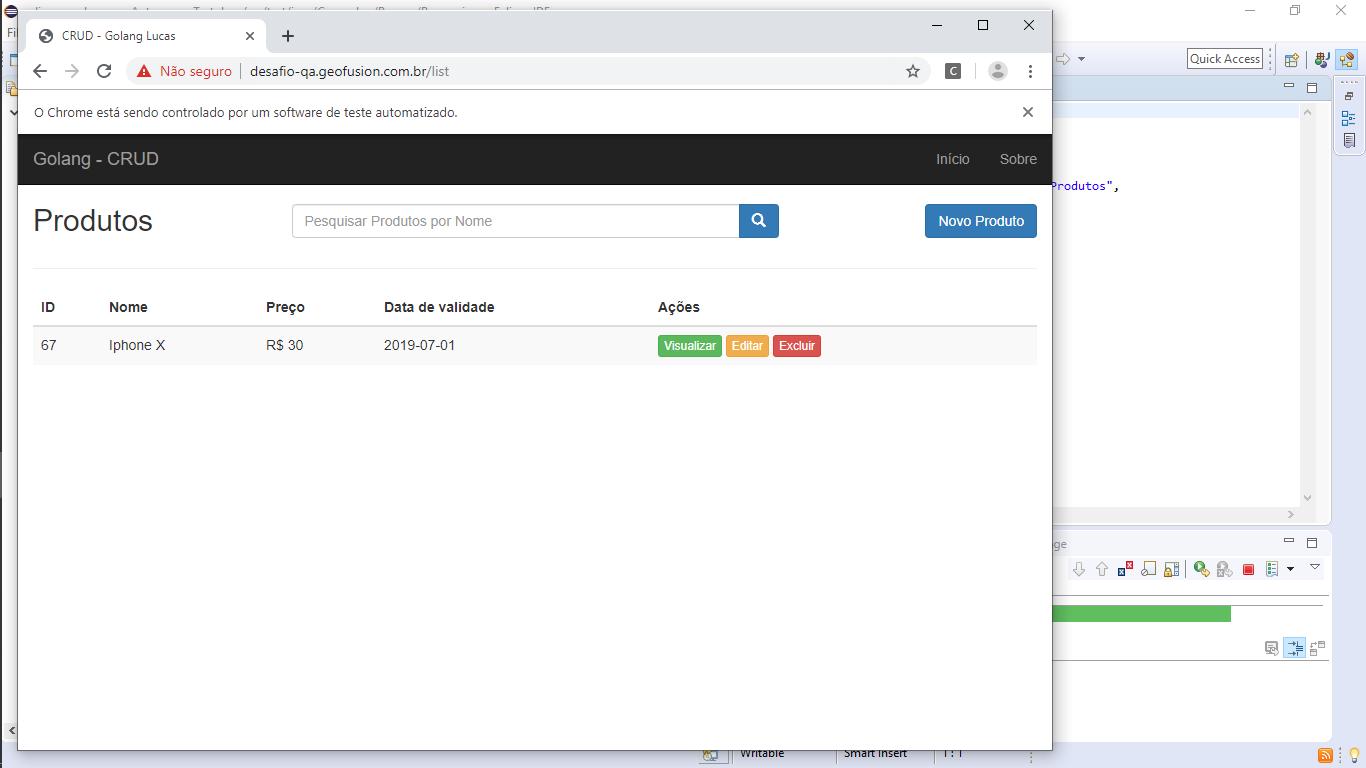 CRUD - Golang Lucas
Não seguro
desafio-qa.geofusion.com.br/list
O Chrome está sendo controlado por um software de teste automatizado.
Golang - CRUD
Início
Sobre
Produtos
Pesquisar Produtos por Nome
Novo Produto
ID Nome Preço Data de validade Ações
67 Iphone X R$ 30 2019-07-01 Visualizar Editar Excluir
Quick Access
Produtos",
Writable
Smart Insert
1 : 1